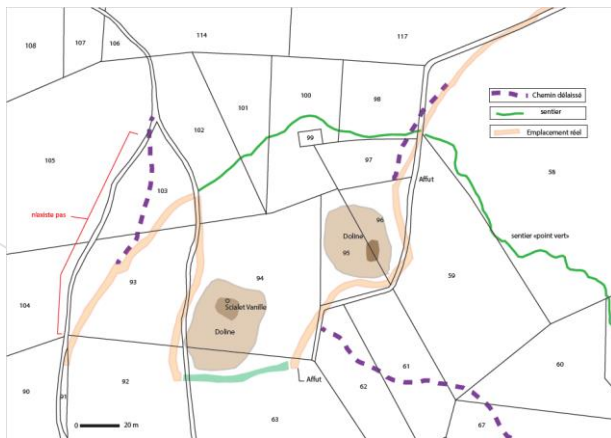 108
107
106
114
117
105
102
101
100
98
99
97
103
Chemin délaissé
sentier
Emplacement réel
58
Affut
n'existe pas
sentier «point vert»
96
Doline
95
94
59
93
104
Scialet Vanille
Doline
61
60
90
91
92
Affut
62
63
67
0
20 m